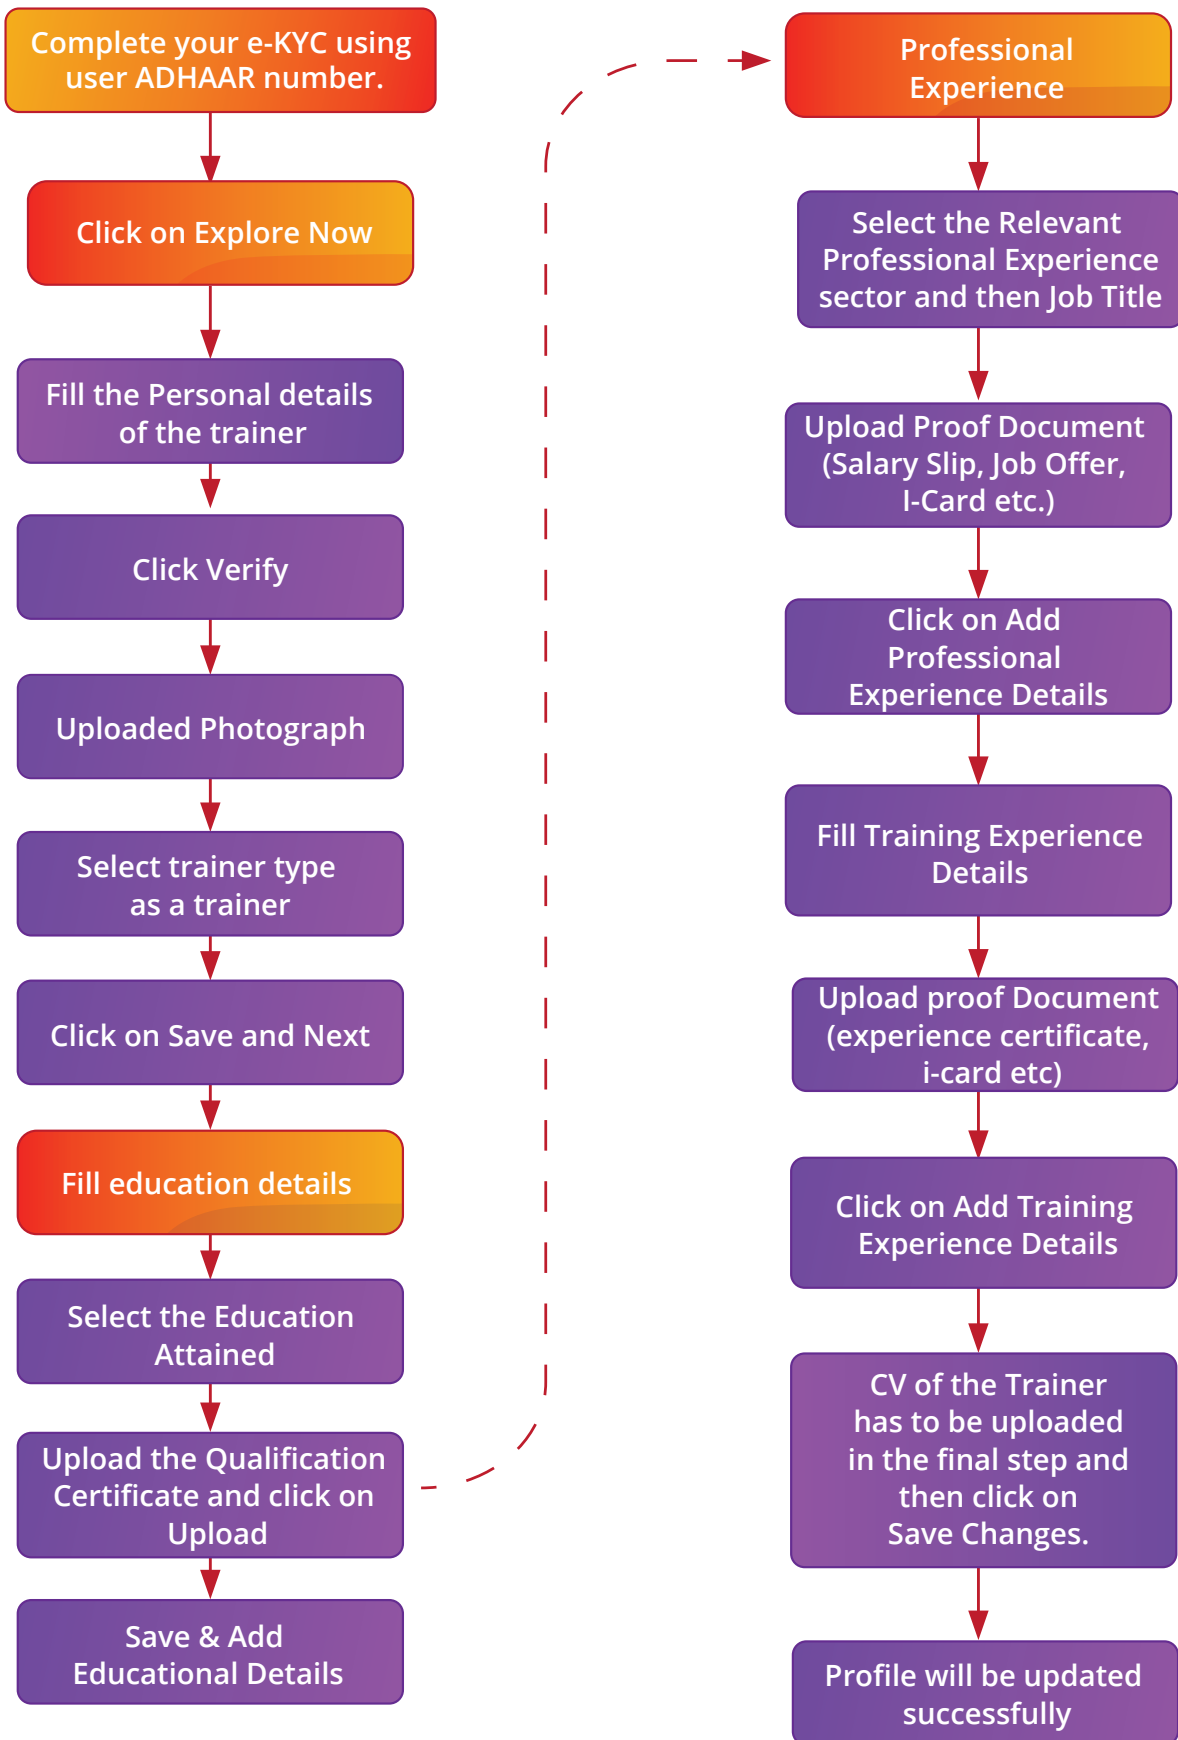 Complete your e-KYC using
user ADHAAR number.
Click on Explore Now
Fill the Personal details
of the trainer
Click Verify
Uploaded Photograph
Select trainer type
as a trainer
Click on Save and Next
Fill education details
Select the Education
Attained
Upload the Qualification
Certificate and click on
Upload
Save & Add
Educational Details
Professional
Experience
Select the Relevant
Professional Experience
sector and then Job Title
Upload Proof Document
(Salary Slip, Job Offer,
I-Card etc.)
Click on Add
Professional
Experience Details
Fill Training Experience
Details
Upload proof Document
(experience certificate,
i-card etc)
Click on Add Training
Experience Details
CV of the Trainer
has to be uploaded
in the final step and
then click on
Save Changes.
Profile will be updated
successfully